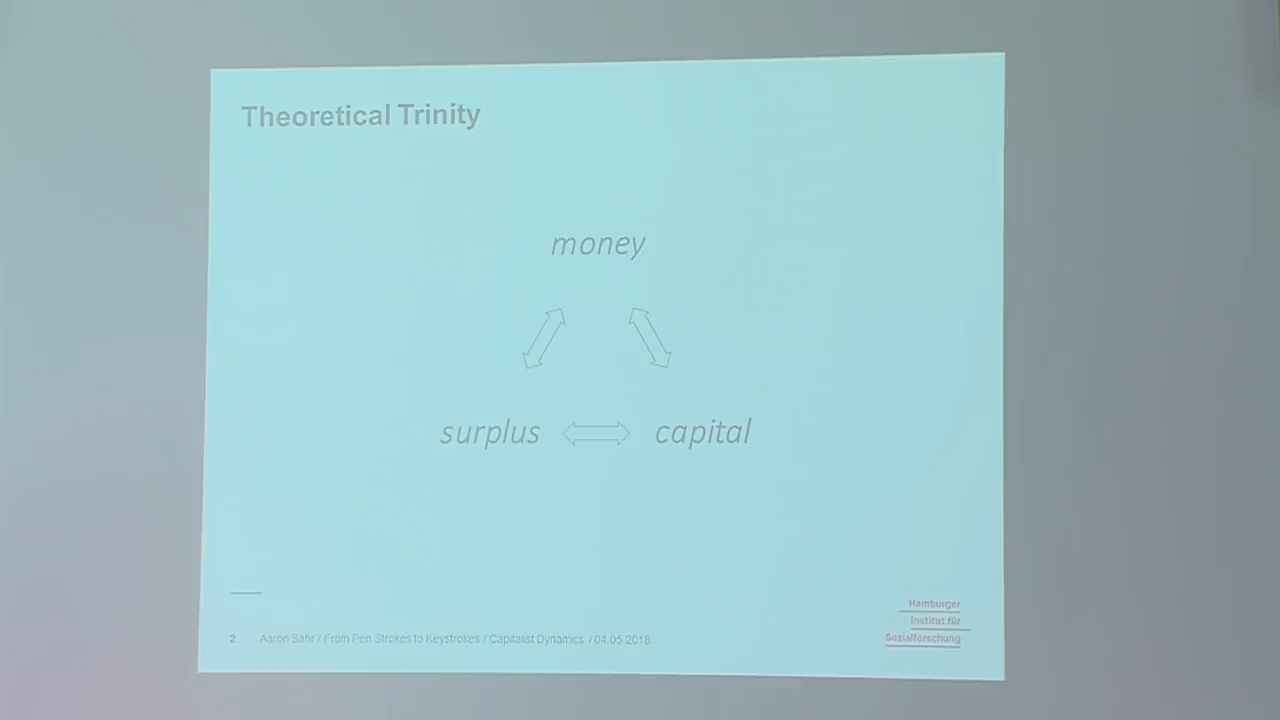 Theoretical Trinity
money
surplus capital
2 Aaron Sahr / From Pen Strokes to Keystrokes / Capitalist Dynamics / 04.05.2018
Hamburger
Institut für
Sozialforschung